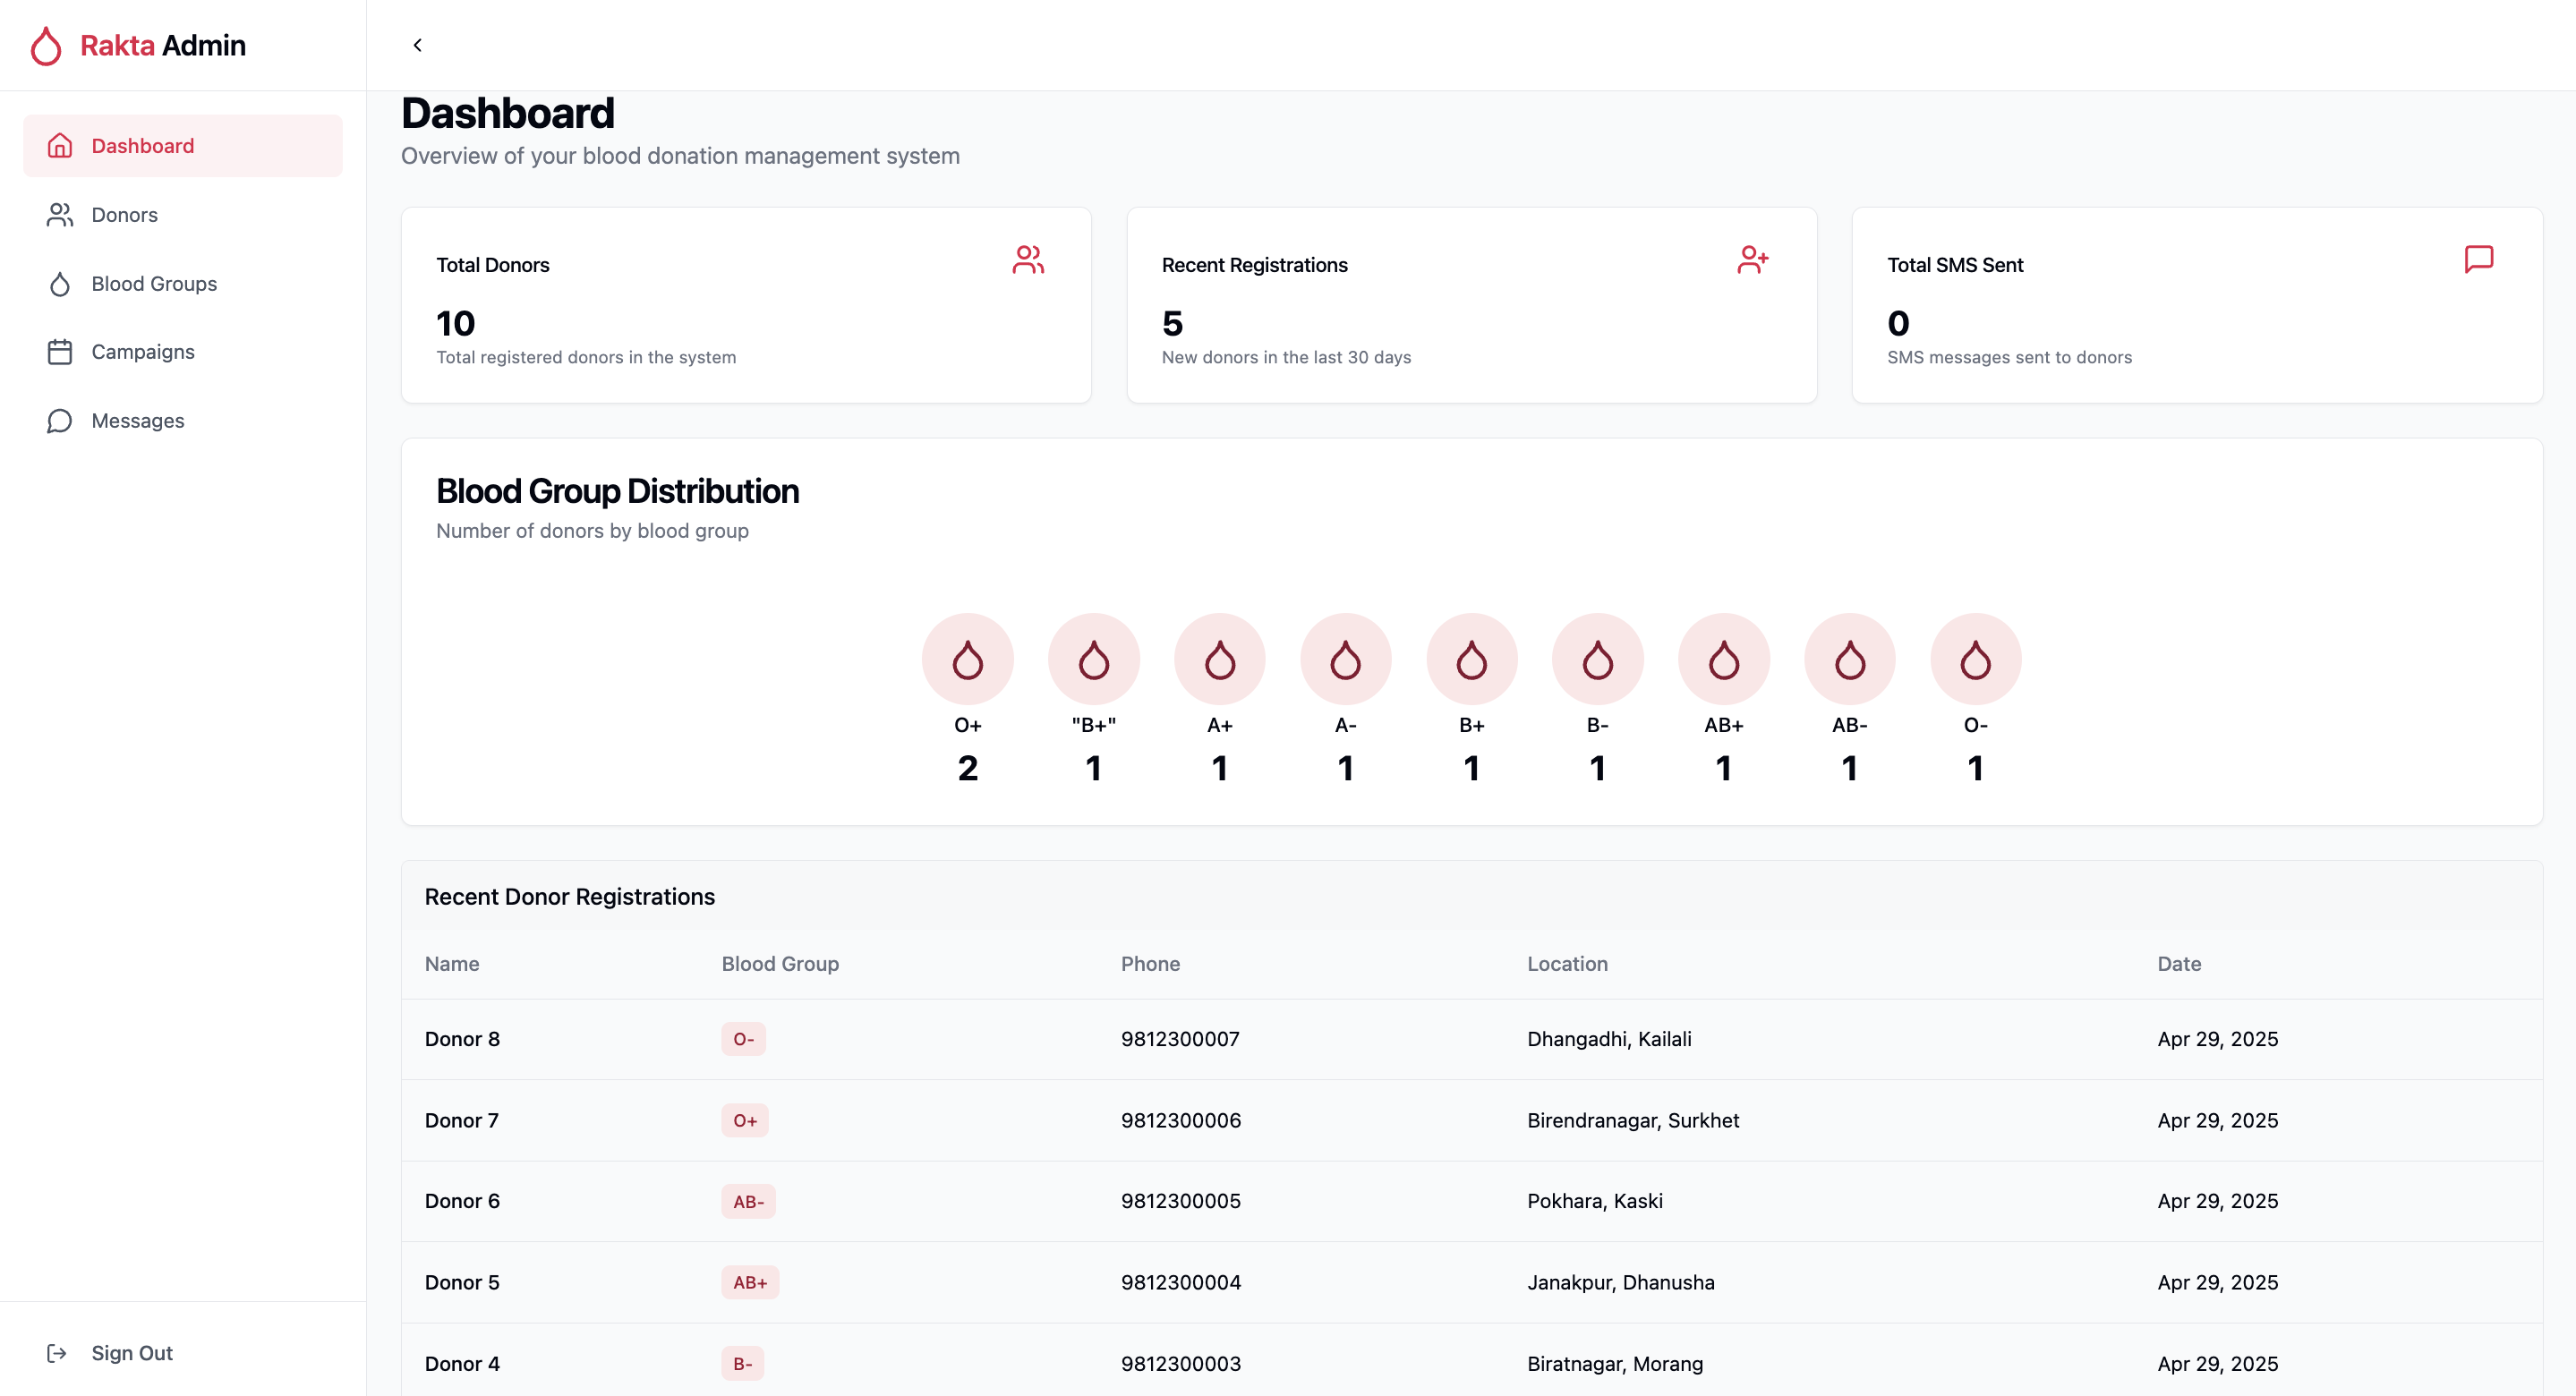 Rakta Admin
Dashboard
Donors
Blood Groups
Campaigns
Messages
Sign Out
Dashboard
Overview of your blood donation management system
Total Donors
10
Total registered donors in the system
Recent Registrations
5
New donors in the last 30 days
Total SMS Sent
0
SMS messages sent to donors
Blood Group Distribution
Number of donors by blood group
O+ "B+" A+ A- B+ B- AB+ AB- O-
2 1 1 1 1 1 1 1 1
Recent Donor Registrations
Name Blood Group Phone Location Date
Donor 8 O- 9812300007 Dhangadhi, Kailali Apr 29, 2025
Donor 7 O+ 9812300006 Birendranagar, Surkhet Apr 29, 2025
Donor 6 AB- 9812300005 Pokhara, Kaski Apr 29, 2025
Donor 5 AB+ 9812300004 Janakpur, Dhanusha Apr 29, 2025
Donor 4 B- 9812300003 Biratnagar, Morang Apr 29, 2025